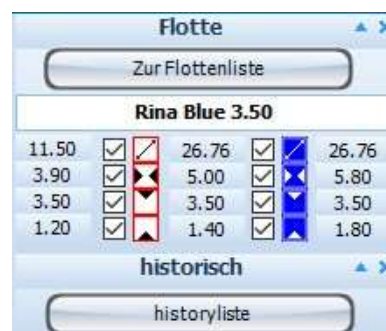 Flotte
Zur Flottenliste
Rina Blue 3.50
11.50 26.76 26.76
3.90 5.00 5.80
3.50 3.50 3.50
1.20 1.40 1.80
historisch
historyliste